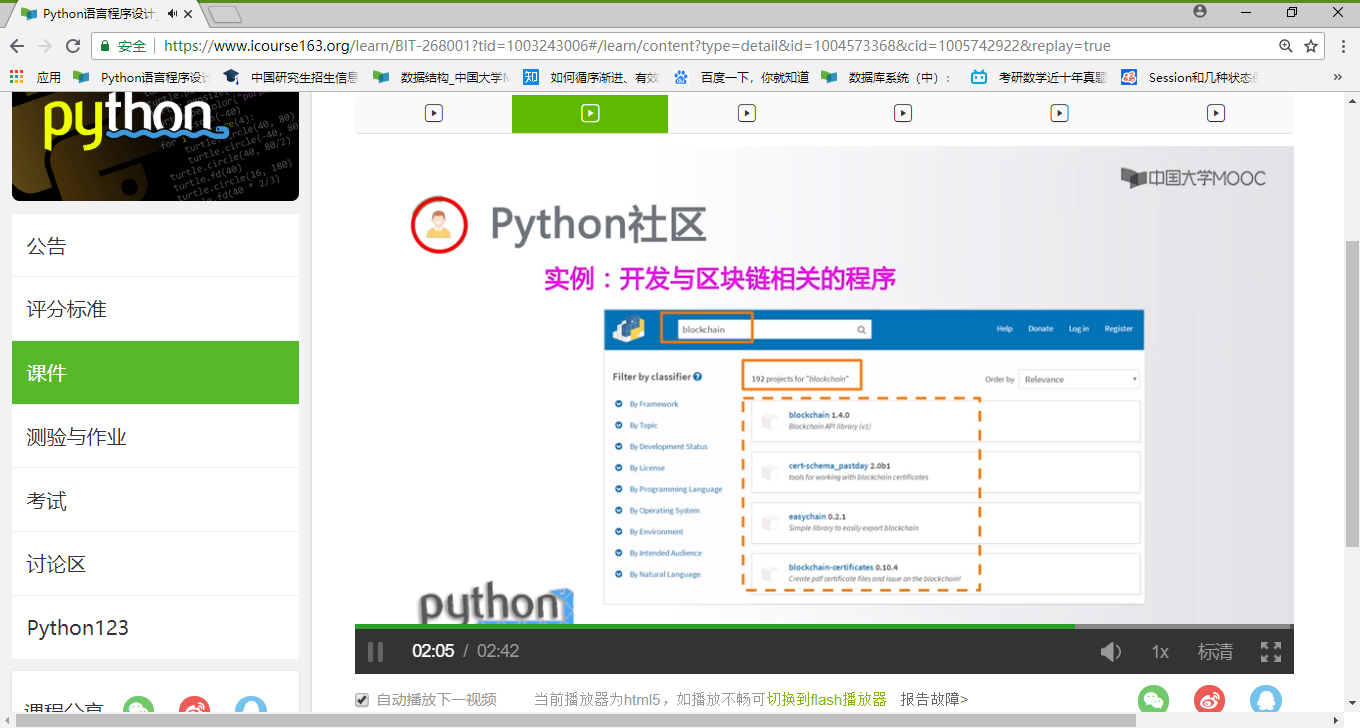 Python语言程序设计_
安全
https://www.icourse163.org/learn/BIT-268001?tid=1003243006#/learn/content?type=detail&id=1004573368&cid=1005742922&replay=true
应用 Python语言程序设 中国研究生招生信息 数据结构_中国大学M 知 如何循序渐进、有效 百度一下，你就知道 数据库系统（中）: 考研数学近十年真题 Session和几种状态
python
公告
评分标准
课件
测验与作业
考试
讨论区
Python123
课程分享
中国大学MOOC
Python社区
实例：开发与区块链相关的程序
blockchain
Help Donate Log in Register
Filter by classifier
192 projects for "blockchain"
Order by Relevance
By Framework
By Topic
By Development Status
By License
By Programming Language
By Operating System
By Environment
By Intended Audience
By Natural Language
blockchain 1.4.0
Blockchain API library (v1)
cert-schema_pastday 2.0b1
tools for working with blockchain certificates
easychain 0.2.1
Simple library to easily export blockchain
blockchain-certificates 0.10.4
Create pdf certificate files and issue on the blockchain!
python
02:05 / 02:42
1x 标清
自动播放下一视频 当前播放器为html5，如播放不畅可切换到flash播放器 报告故障>